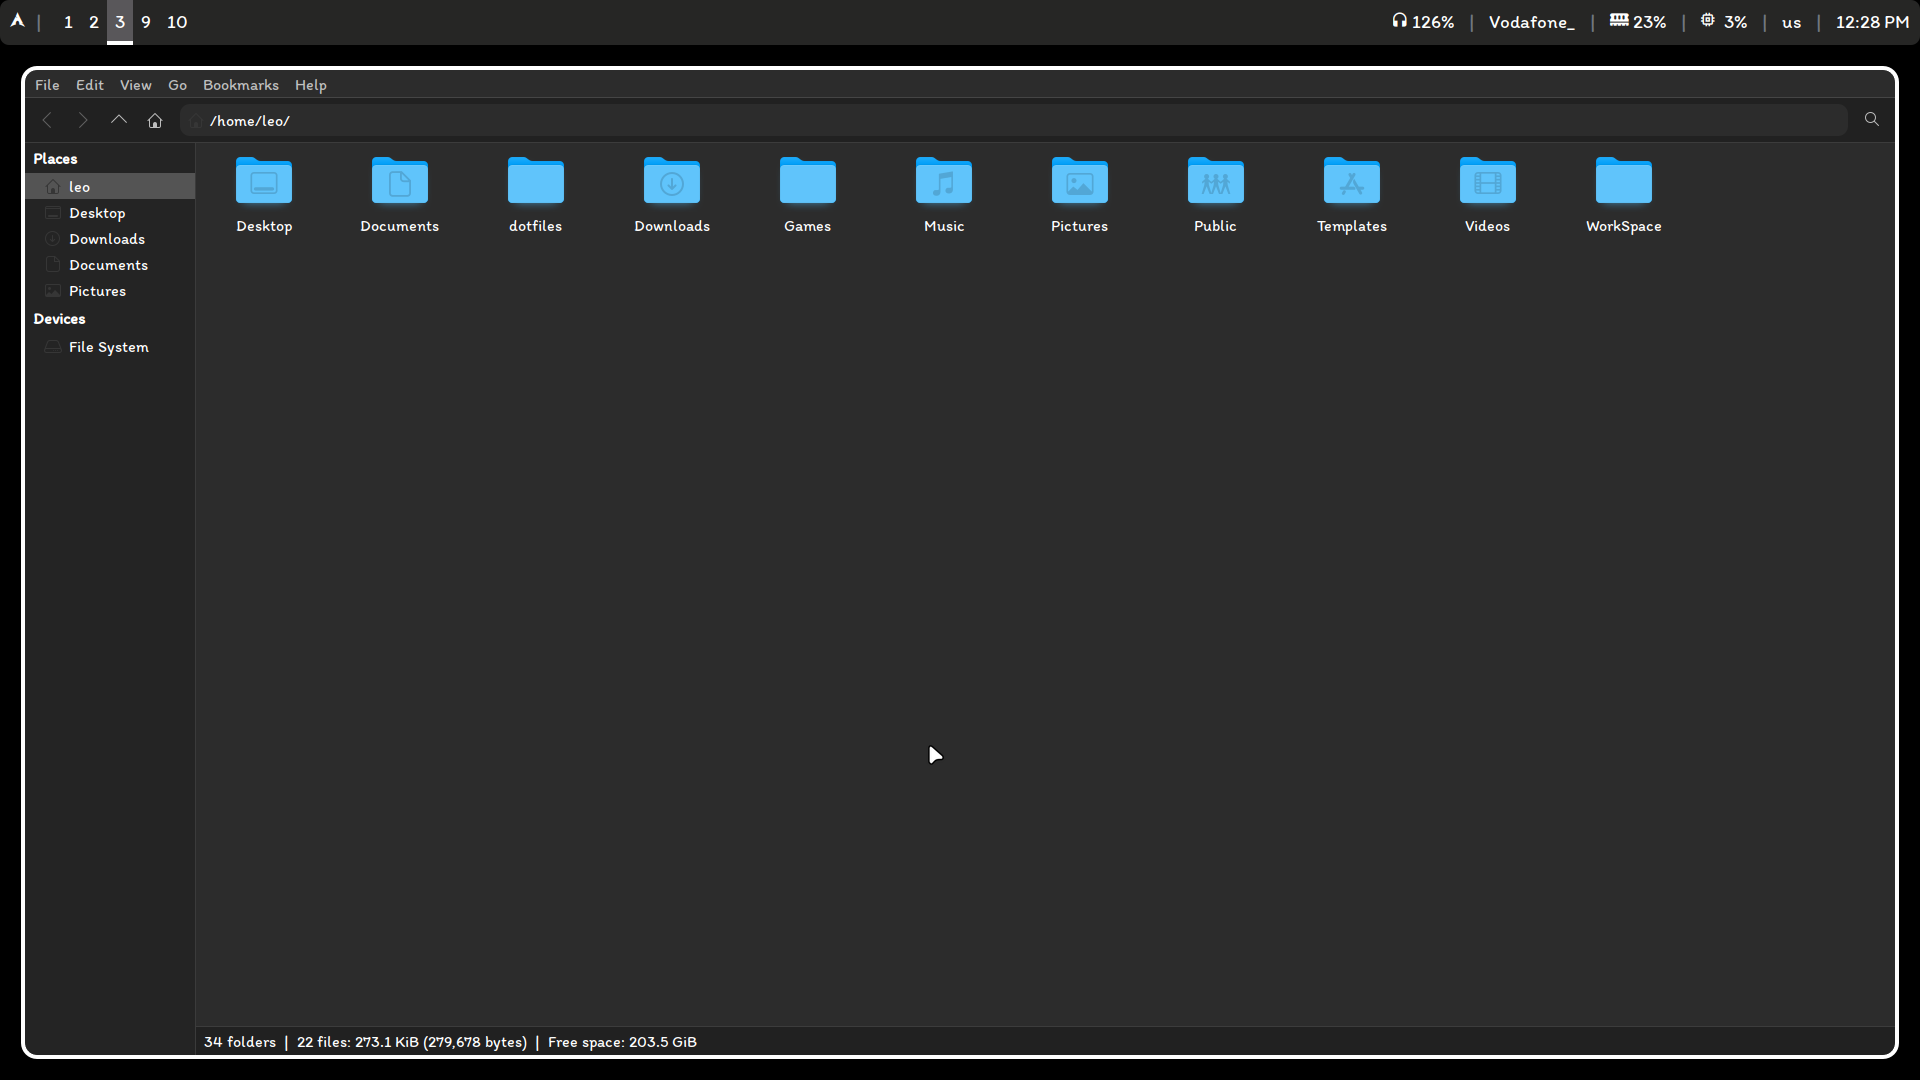 | 1 2 3 9 10 126% | Vodafone_ | 23% | 3% | us | 12:28 PM
File Edit View Go Bookmarks Help
/home/leo/
Places
leo
Desktop
Downloads
Documents
Pictures
Devices
File System
Desktop Documents dotfiles Downloads Games Music Pictures Public Templates Videos WorkSpace
34 folders | 22 files: 273.1 KiB (279,678 bytes) | Free space: 203.5 GiB